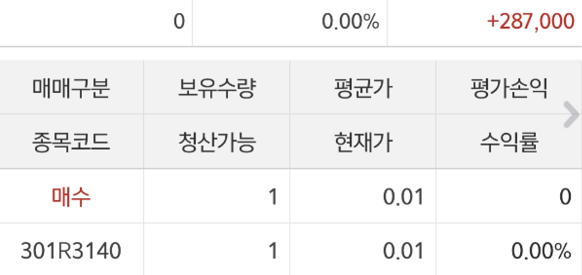 0 0.00% +287,000
매매구분 보유수량 평균가 평가손익
종목코드 청산가능 현재가 수익률
매수 1 0.01 0
301R3140 1 0.01 0.00%